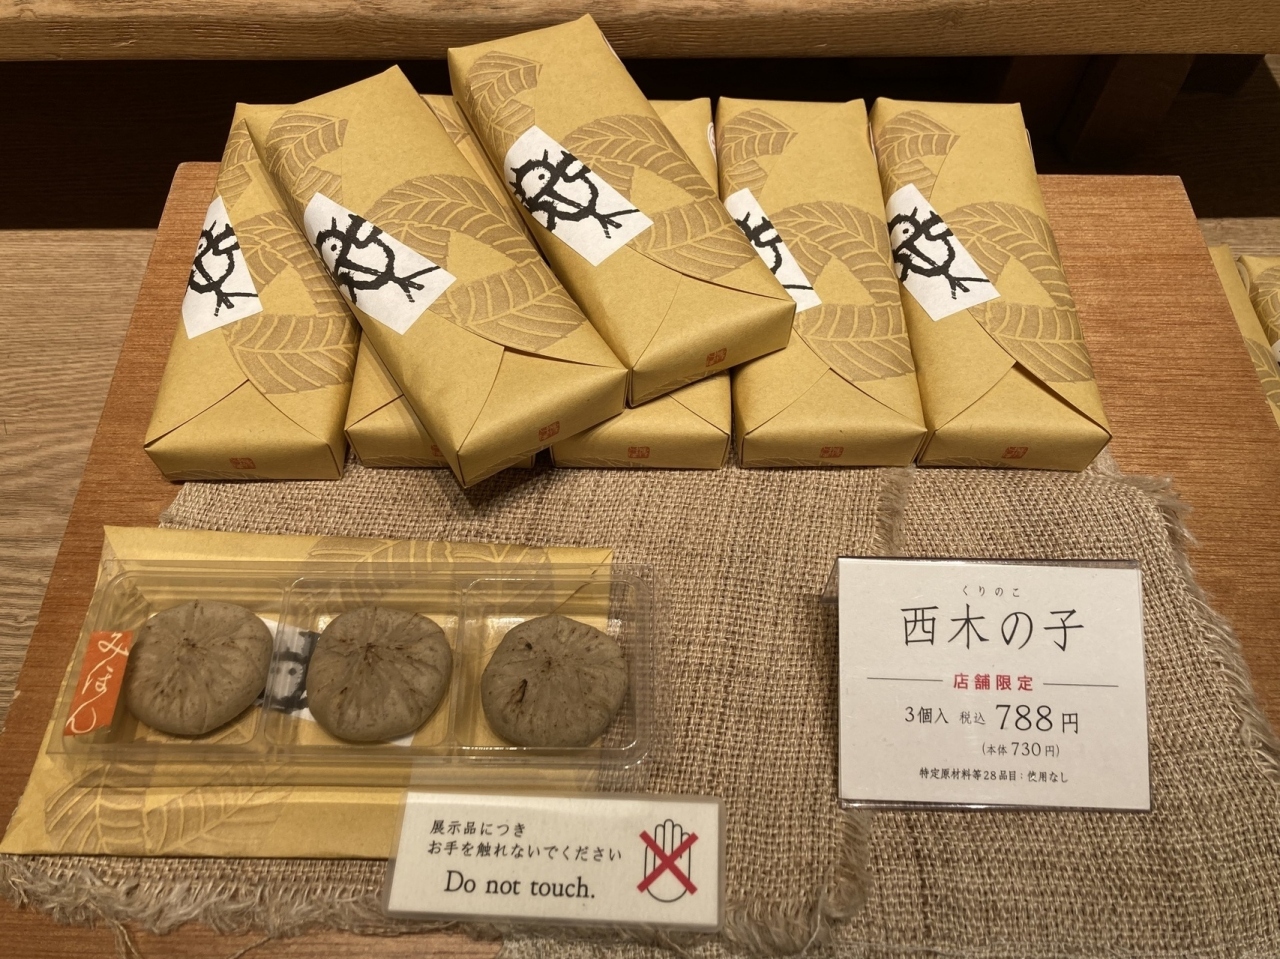 みほん
くりのこ
西木の子
店舗限定
3個入 税込 788円
(本体 730円)
特定原材料等28品目：使用なし
展示品につき
お手を触れないでください
Do not touch.